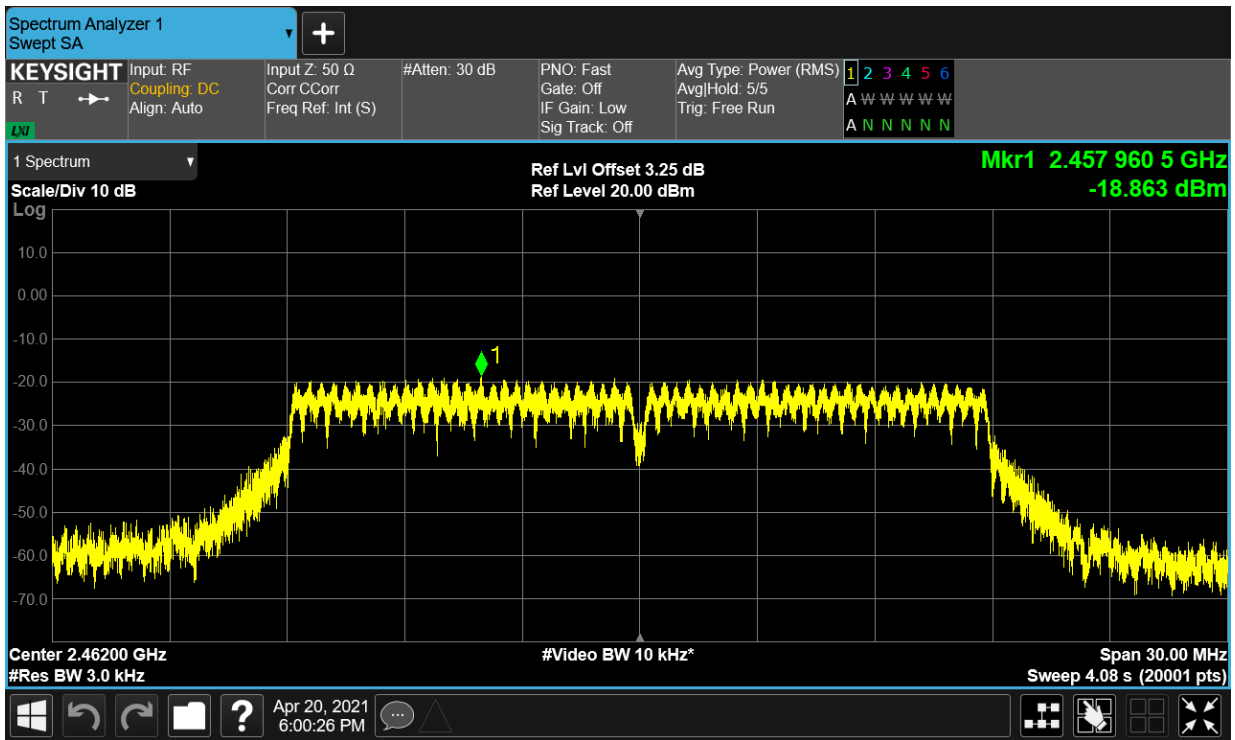 Spectrum Analyzer 1
Swept SA
KEYSIGHT
R T
LXI
Input: RF
Coupling: DC
Align: Auto
Input Z: 50 Ω
Corr CCorr
Freq Ref: Int (S)
#Atten: 30 dB
PNO: Fast
Gate: Off
IF Gain: Low
Sig Track: Off
Avg Type: Power (RMS)
Avg|Hold: 5/5
Trig: Free Run
1 2 3 4 5 6
A W W W W W
A N N N N N
1 Spectrum
Scale/Div 10 dB
Log
Ref Lvl Offset 3.25 dB
Ref Level 20.00 dBm
Mkr1 2.457 960 5 GHz
-18.863 dBm
10.0
0.00
-10.0
1
-20.0
-30.0
-40.0
-50.0
-60.0
-70.0
Center 2.46200 GHz
#Res BW 3.0 kHz
#Video BW 10 kHz*
Span 30.00 MHz
Sweep 4.08 s (20001 pts)
Apr 20, 2021
6:00:26 PM